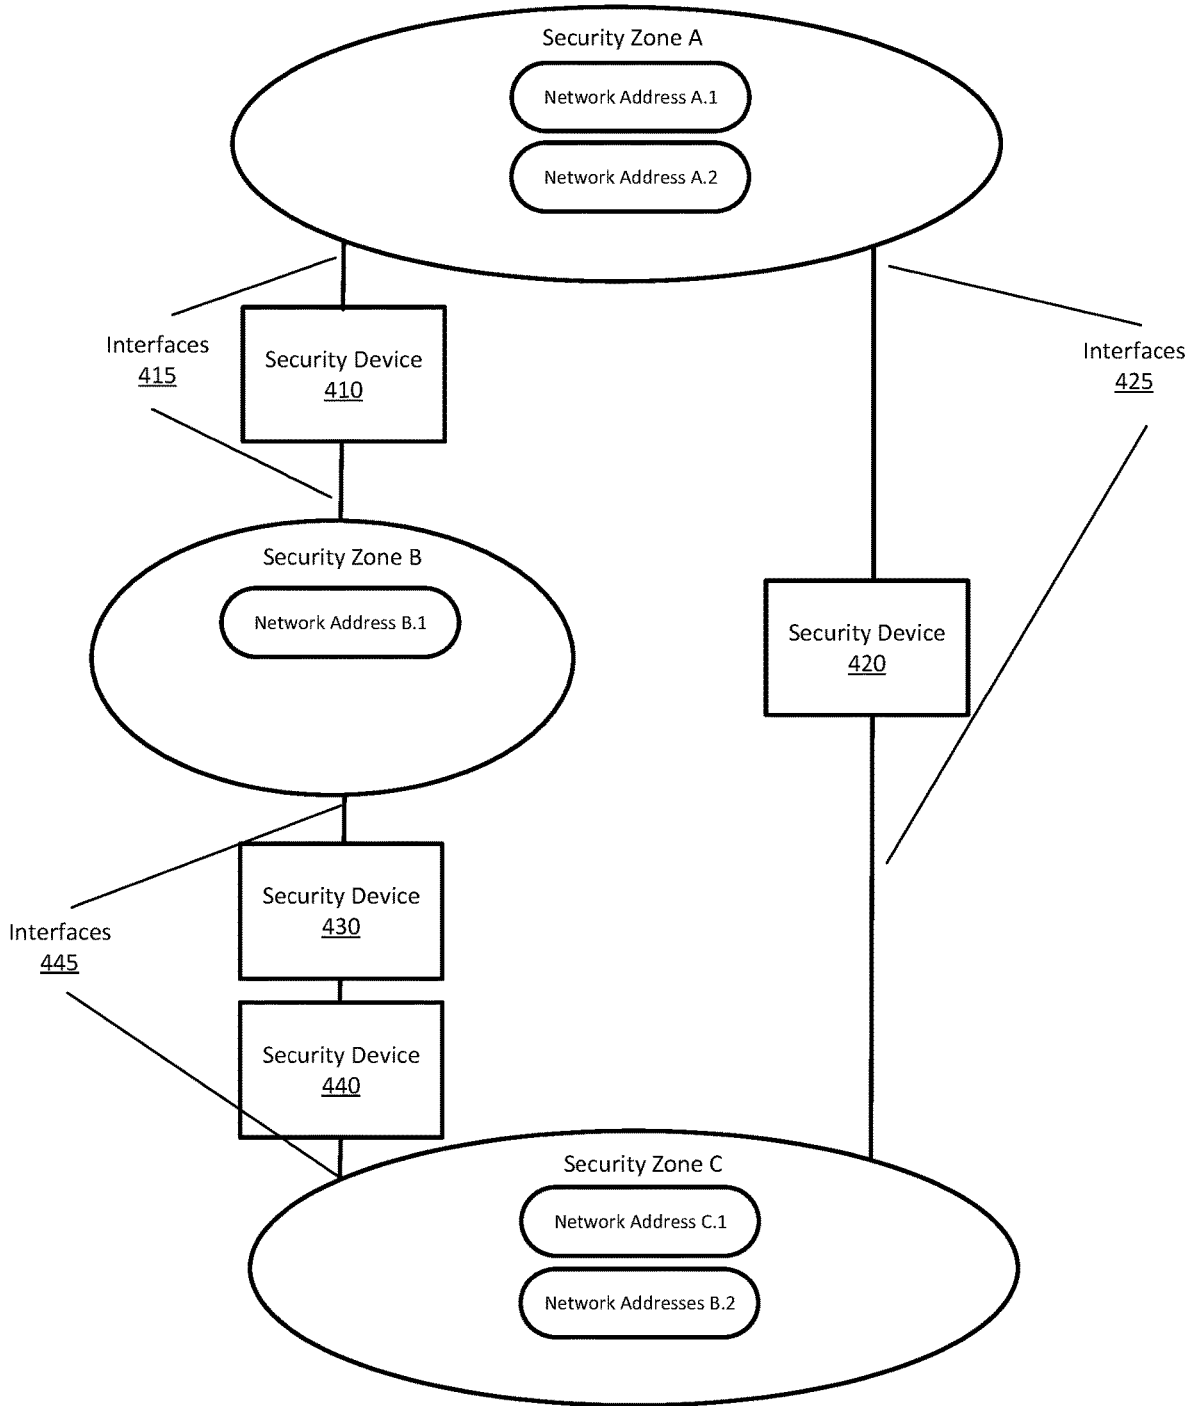 Security Zone A
Network Address A.1
Network Address A.2
Interfaces
415
Security Device
410
Interfaces
425
Security Zone B
Network Address B.1
Security Device
420
Security Device
430
Interfaces
445
Security Device
440
Security Zone C
Network Address C.1
Network Addresses B.2